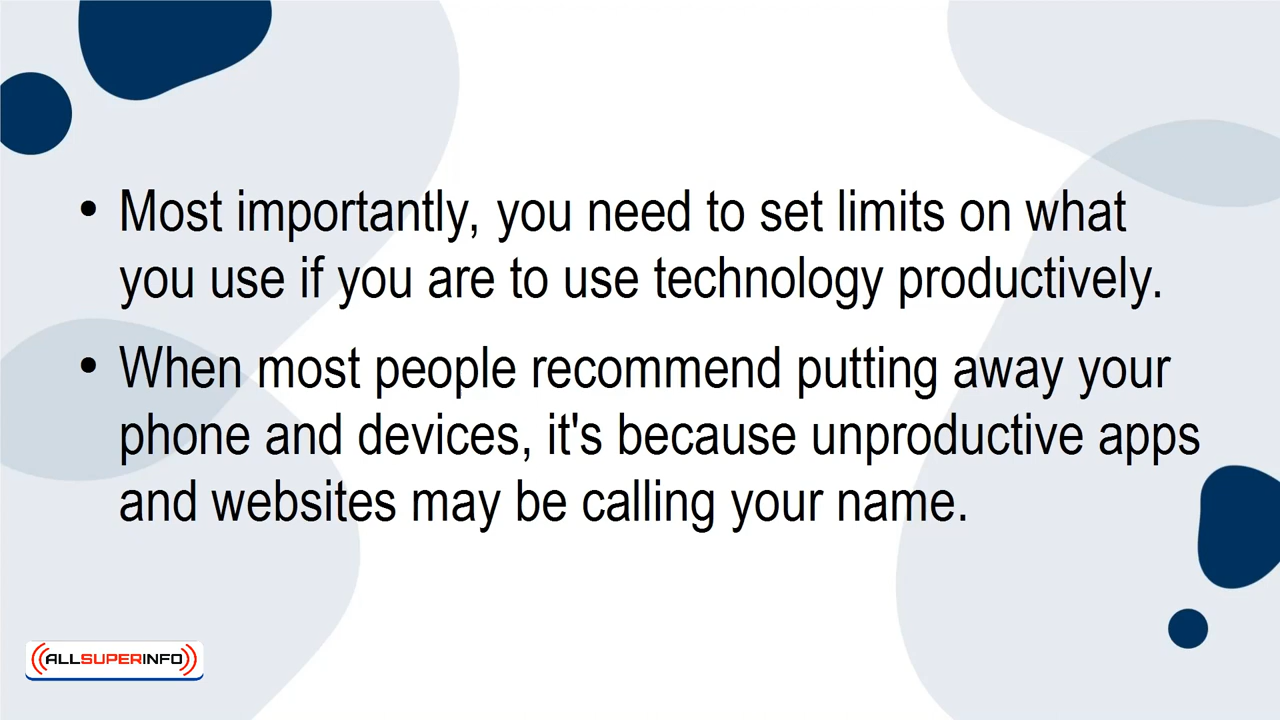 • Most importantly, you need to set limits on what
you use if you are to use technology productively.
• When most people recommend putting away your
phone and devices, it's because unproductive apps
and websites may be calling your name.
ALLSUPERINFO